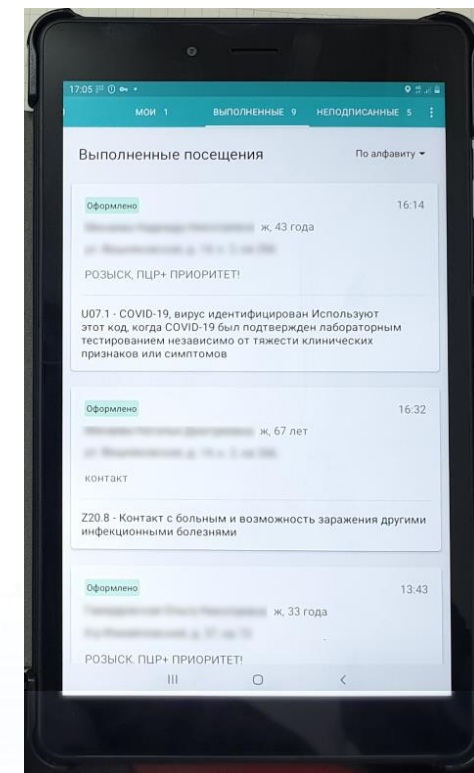 17:05
МОИ 1 ВЫПОЛНЕННЫЕ 9 НЕПОДПИСАННЫЕ 5
Выполненные посещения По алфавиту
Оформлено 16:14
ж, 43 года
РОЗЫСК, ПЦР+ ПРИОРИТЕТ!
U07.1 - COVID-19, вирус идентифицирован Используют
этот код, когда COVID-19 был подтвержден лабораторным
тестированием независимо от тяжести клинических
признаков или симптомов
Оформлено 16:32
ж, 67 лет
контакт
Z20.8 - Контакт с больным и возможность заражения другими
инфекционными болезнями
Оформлено 13:43
ж, 33 года
РОЗЫСК. ПЦР+ ПРИОРИТЕТ!